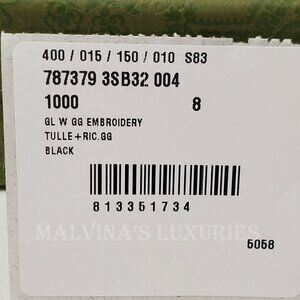 400 / 015 / 150 / 010 S83
787379 3SB32 004
1000 8
GL W GG EMBROIDERY
TULLE+RIC.GG
BLACK
813351734
MALVINA'S LUXURIES
5058